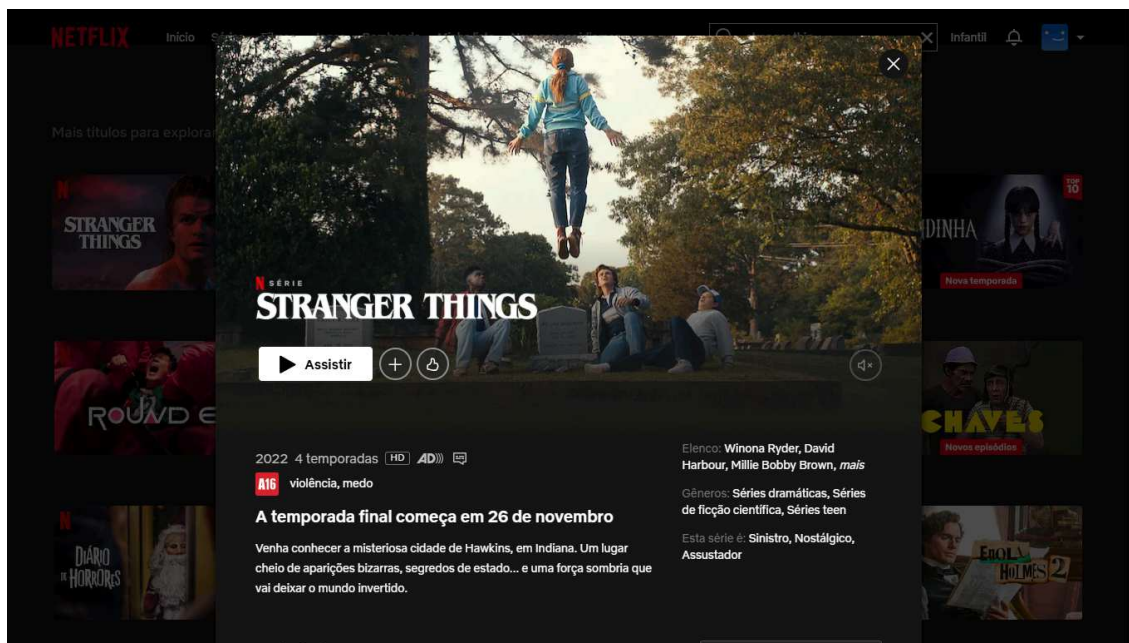 NETFLIX
Início
Infantil
Mais títulos para explorar
STRANGER
THINGS
TOP
10
DINHA
Nova temporada
N SÉRIE
STRANGER THINGS
Assistir
ROUND
CHAVES
Novos episódios
2022 4 temporadas HD AD)))
A16 violência, medo
A temporada final começa em 26 de novembro
Venha conhecer a misteriosa cidade de Hawkins, em Indiana. Um lugar
cheio de aparições bizarras, segredos de estado... e uma força sombria que
vai deixar o mundo invertido.
Elenco: Winona Ryder, David
Harbour, Millie Bobby Brown, mais
Gêneros: Séries dramáticas, Séries
de ficção científica, Séries teen
Esta série é: Sinistro, Nostálgico,
Assustador
DIÁRIO
DE HORRORES
ENOLA
HOLMES 2